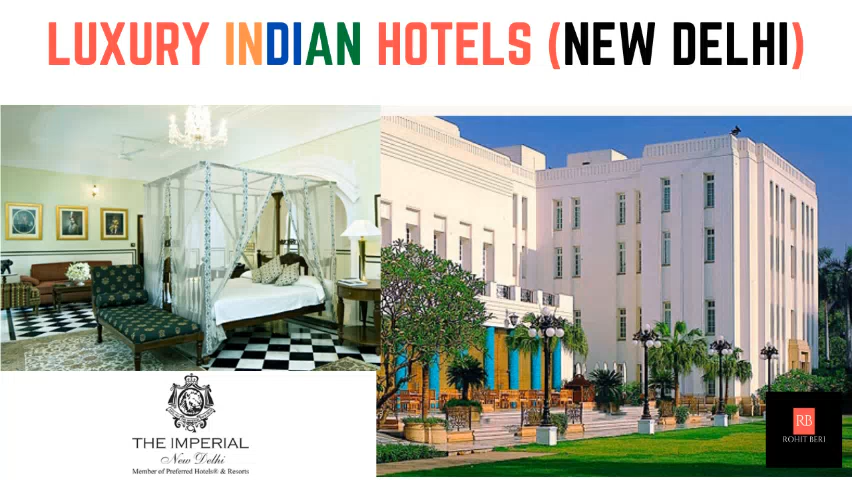 LUXURY INDIAN HOTELS (NEW DELHI)
THE IMPERIAL
New Delhi
Member of Preferred Hotels® & Resorts
RB
ROHIT BERI